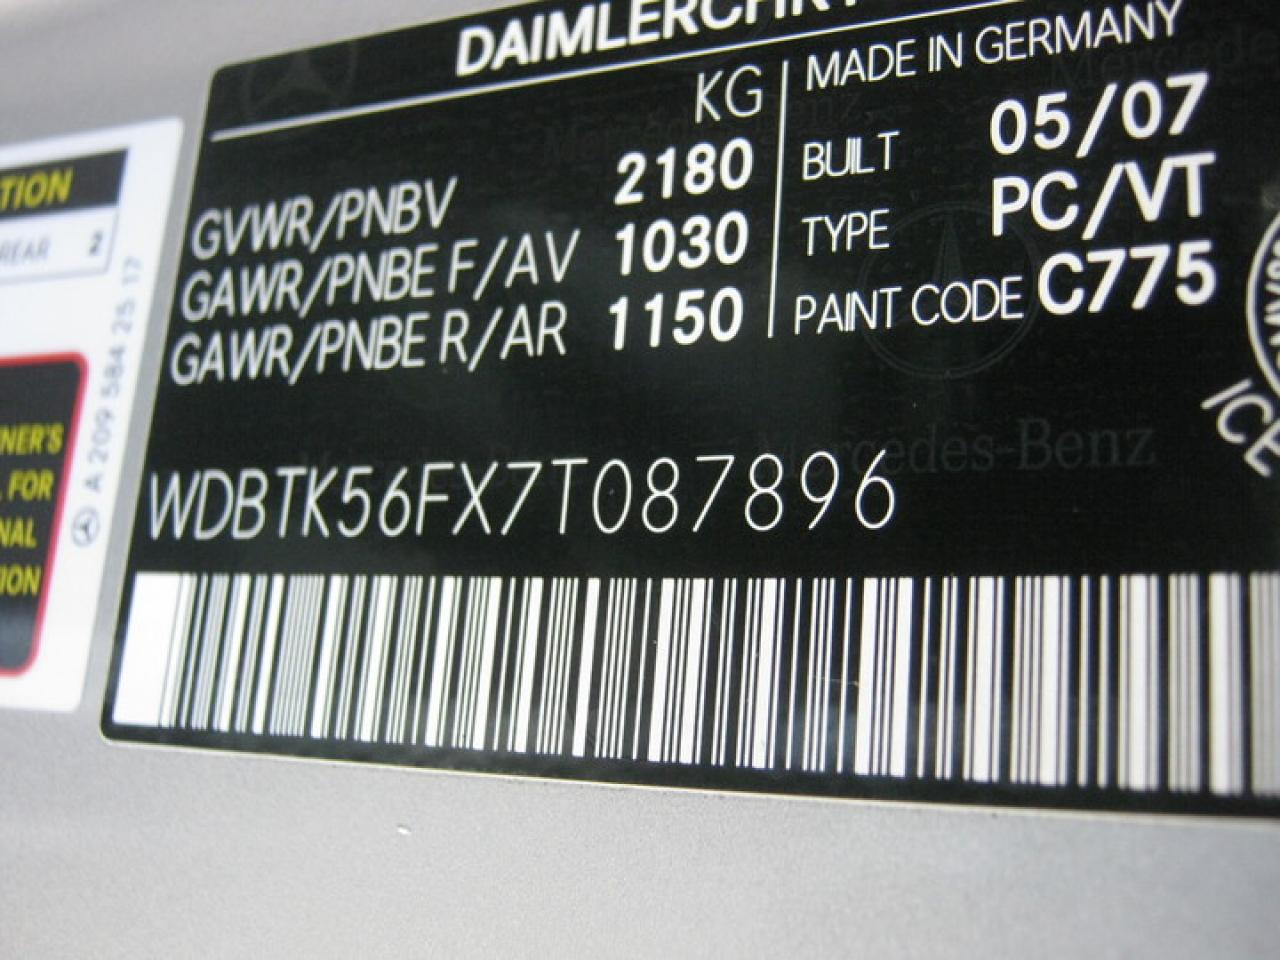 DAIMLERCHR
KG
GVWR/PNBV 2180
GAWR/PNBE F/AV 1030
GAWR/PNBE R/AR 1150
MADE IN GERMANY
BUILT 05/07
TYPE PC/VT
PAINT CODE C775
WDBTK56FX7T087896
Mercedes-Benz
ICE
TION
REAR 2
A 209 584 25 17
NER'S
FOR
NAL
ION